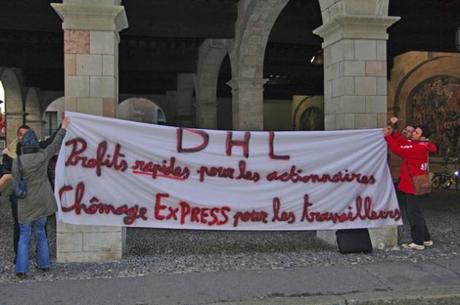 DHL
Profits rapides pour les actionnaires
Chômage ExPRESS pour les travailleurs